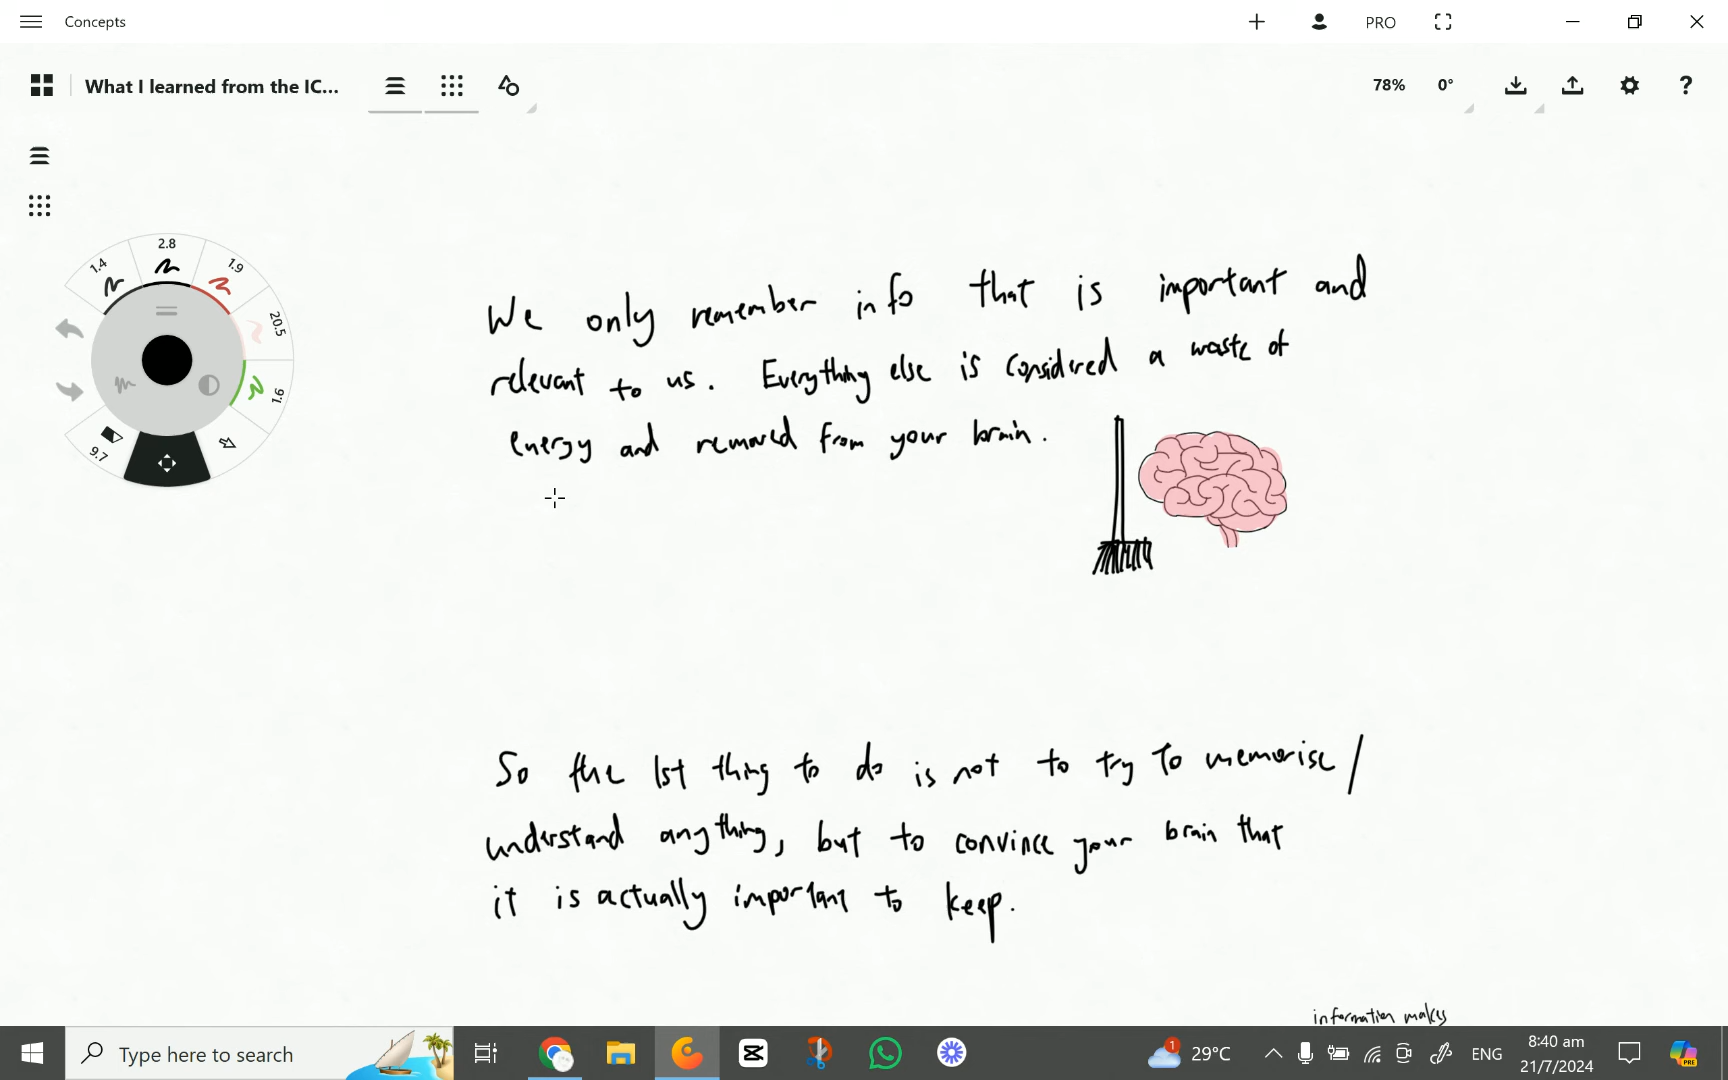 Concepts
PRO
What I learned from the IC...
78%
0°
?
2.8
1.4
1.9
20.5
1.6
9.7
We only remember info that is important and
relevant to us. Everything else is considered a waste of
energy and removed from your brain.
So the 1st thing to do is not to try to memorise/
understand anything, but to convince your brain that
it is actually important to keep.
information makes
Type here to search
1
29°C
ENG
8:40 am
21/7/2024
PRE